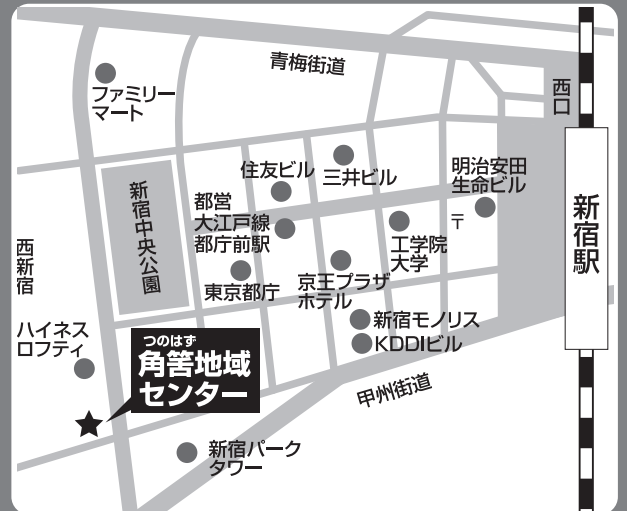 青梅街道
ファミリー
マート
西口
住友ビル
三井ビル
明治安田
生命ビル
新宿中央公園
都営
大江戸線
都庁前駅
〒
新宿駅
工学院
大学
西新宿
東京都庁
京王プラザ
ホテル
ハイネス
ロフティ
新宿モノリス
KDDIビル
つのはず
角筈地域
センター
甲州街道
新宿パーク
タワー